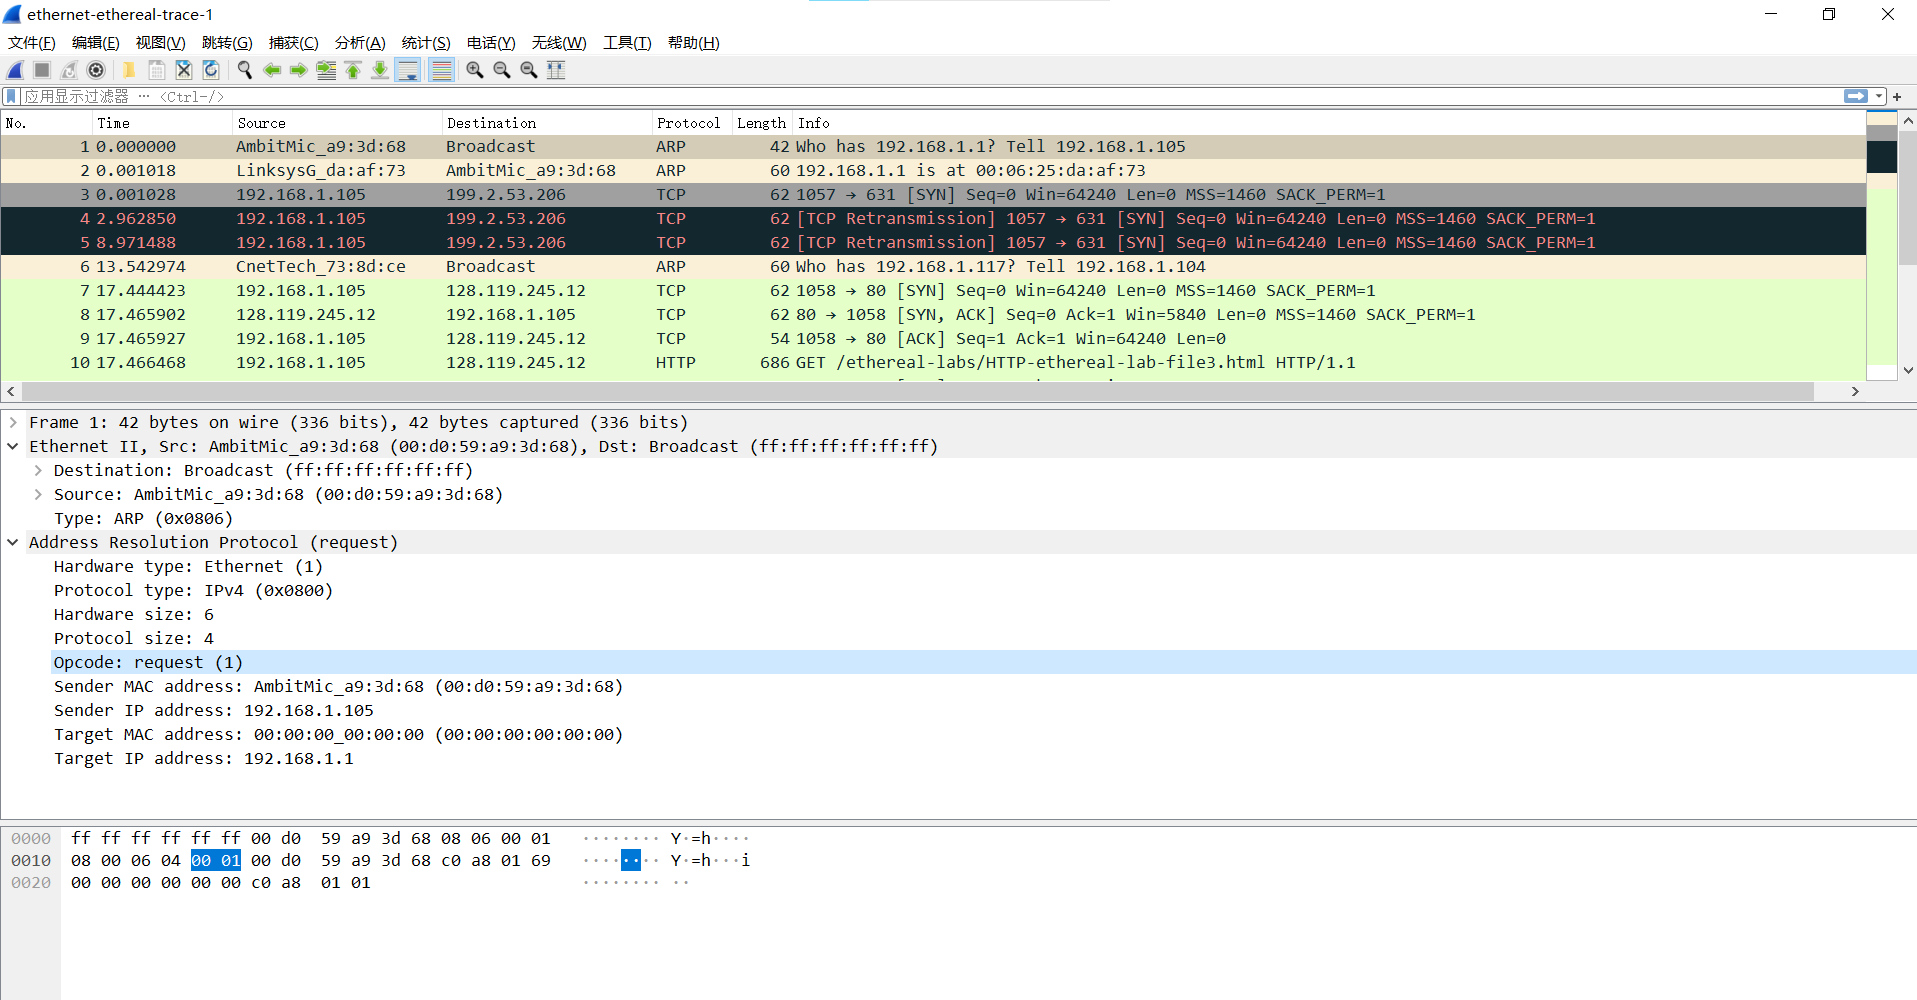 ethernet-ethereal-trace-1
文件(F) 编辑(E) 视图(V) 跳转(G) 捕获(C) 分析(A) 统计(S) 电话(Y) 无线(W) 工具(T) 帮助(H)
应用显示过滤器 … <Ctrl-/>
No. Time Source Destination Protocol Length Info
1 0.000000 AmbitMic_a9:3d:68 Broadcast ARP 42 Who has 192.168.1.1? Tell 192.168.1.105
2 0.001018 LinksysG_da:af:73 AmbitMic_a9:3d:68 ARP 60 192.168.1.1 is at 00:06:25:da:af:73
3 0.001028 192.168.1.105 199.2.53.206 TCP 62 1057 → 631 [SYN] Seq=0 Win=64240 Len=0 MSS=1460 SACK_PERM=1
4 2.962850 192.168.1.105 199.2.53.206 TCP 62 [TCP Retransmission] 1057 → 631 [SYN] Seq=0 Win=64240 Len=0 MSS=1460 SACK_PERM=1
5 8.971488 192.168.1.105 199.2.53.206 TCP 62 [TCP Retransmission] 1057 → 631 [SYN] Seq=0 Win=64240 Len=0 MSS=1460 SACK_PERM=1
6 13.542974 CnetTech_73:8d:ce Broadcast ARP 60 Who has 192.168.1.117? Tell 192.168.1.104
7 17.444423 192.168.1.105 128.119.245.12 TCP 62 1058 → 80 [SYN] Seq=0 Win=64240 Len=0 MSS=1460 SACK_PERM=1
8 17.465902 128.119.245.12 192.168.1.105 TCP 62 80 → 1058 [SYN, ACK] Seq=0 Ack=1 Win=5840 Len=0 MSS=1460 SACK_PERM=1
9 17.465927 192.168.1.105 128.119.245.12 TCP 54 1058 → 80 [ACK] Seq=1 Ack=1 Win=64240 Len=0
10 17.466468 192.168.1.105 128.119.245.12 HTTP 686 GET /ethereal-labs/HTTP-ethereal-lab-file3.html HTTP/1.1
Frame 1: 42 bytes on wire (336 bits), 42 bytes captured (336 bits)
Ethernet II, Src: AmbitMic_a9:3d:68 (00:d0:59:a9:3d:68), Dst: Broadcast (ff:ff:ff:ff:ff:ff)
Destination: Broadcast (ff:ff:ff:ff:ff:ff)
Source: AmbitMic_a9:3d:68 (00:d0:59:a9:3d:68)
Type: ARP (0x0806)
Address Resolution Protocol (request)
Hardware type: Ethernet (1)
Protocol type: IPv4 (0x0800)
Hardware size: 6
Protocol size: 4
Opcode: request (1)
Sender MAC address: AmbitMic_a9:3d:68 (00:d0:59:a9:3d:68)
Sender IP address: 192.168.1.105
Target MAC address: 00:00:00_00:00:00 (00:00:00:00:00:00)
Target IP address: 192.168.1.1
0000 ff ff ff ff ff ff 00 d0 59 a9 3d 68 08 06 00 01 ········ Y·=h····
0010 08 00 06 04 00 01 00 d0 59 a9 3d 68 c0 a8 01 69 ········ Y·=h···i
0020 00 00 00 00 00 00 c0 a8 01 01 ········ ··